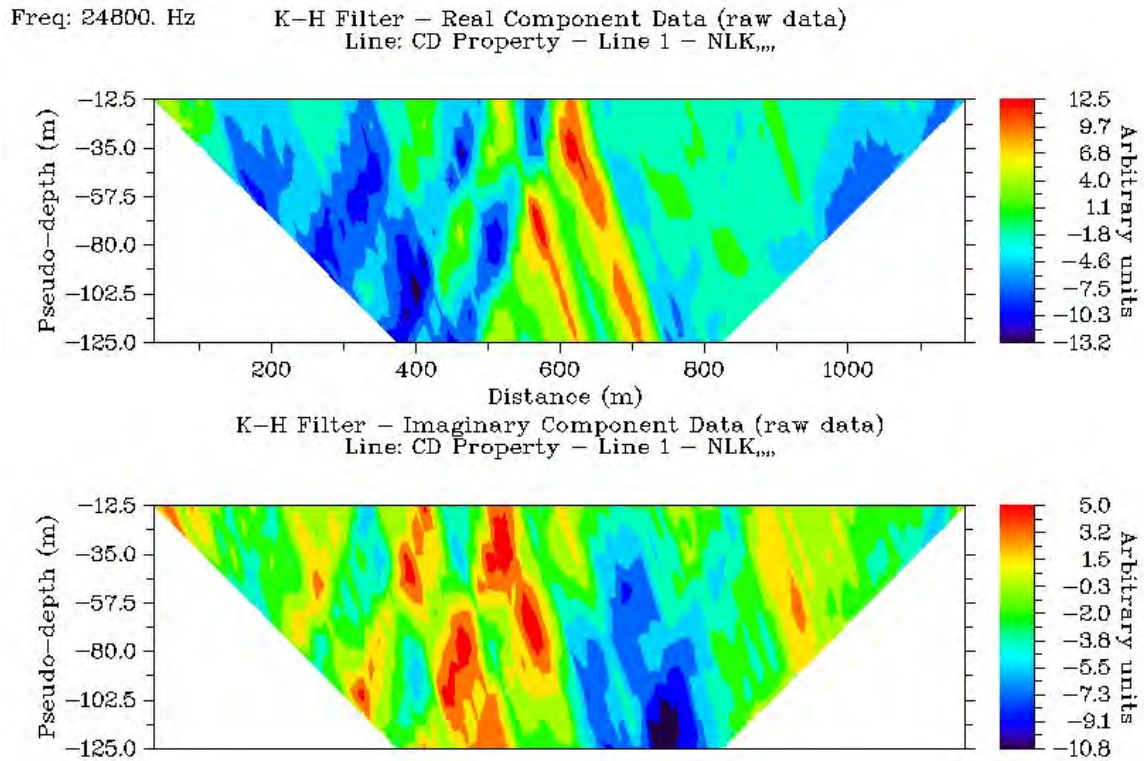 Freq: 24800. Hz
K-H Filter - Real Component Data (raw data)
Line: CD Property - Line 1 - NLK,,,,
Pseudo-depth (m)
-12.5
-35.0
-57.5
-80.0
-102.5
-125.0
200 400 600 800 1000
Distance (m)
12.5
9.7
6.8
4.0
1.1
-1.8
-4.6
-7.5
-10.3
-13.2
Arbitrary units
K-H Filter - Imaginary Component Data (raw data)
Line: CD Property - Line 1 - NLK,,,,
Pseudo-depth (m)
-12.5
-35.0
-57.5
-80.0
-102.5
-125.0
5.0
3.2
1.5
-0.3
-2.0
-3.8
-5.5
-7.3
-9.1
-10.8
Arbitrary units